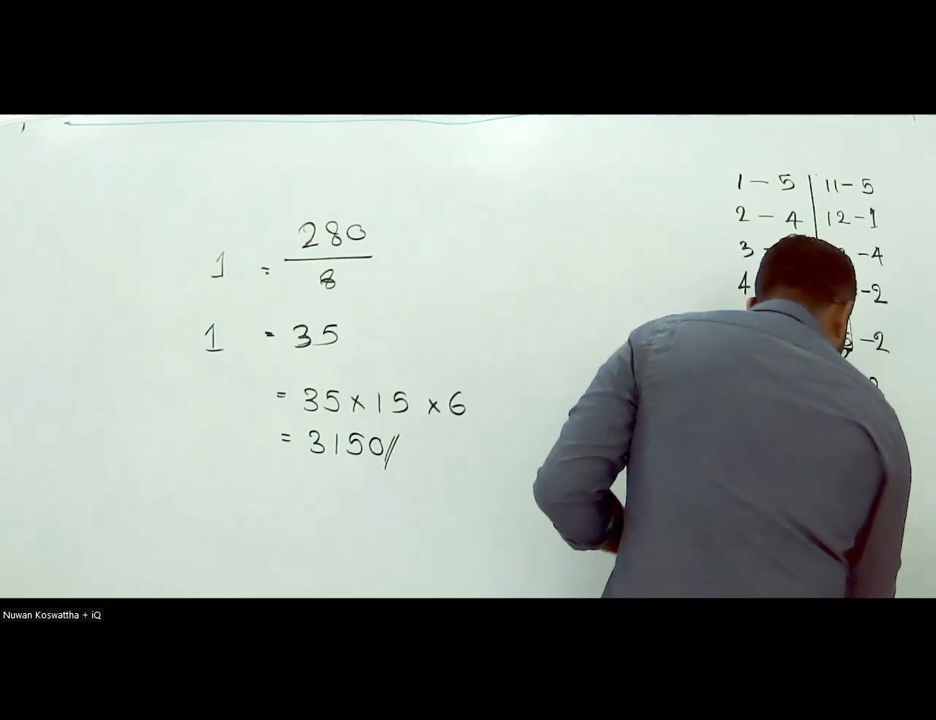 1 = 280
8
1 = 35
= 35 × 15 × 6
= 3150//
1 – 5 | 11 – 5
2 – 4 | 12 – 1
3 – 4
4 – 2
– 2
Nuwan Koswattha + iQ